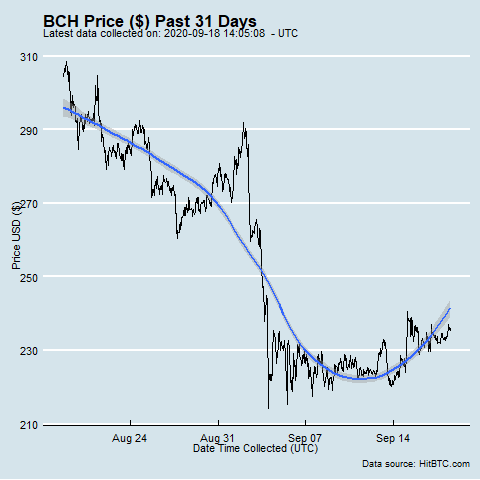 BCH Price ($) Past 31 Days
Latest data collected on: 2020-09-18 14:05:08 - UTC
310
290
270
250
230
210
Price USD ($)
Aug 24
Aug 31
Sep 07
Sep 14
Date Time Collected (UTC)
Data source: HitBTC.com